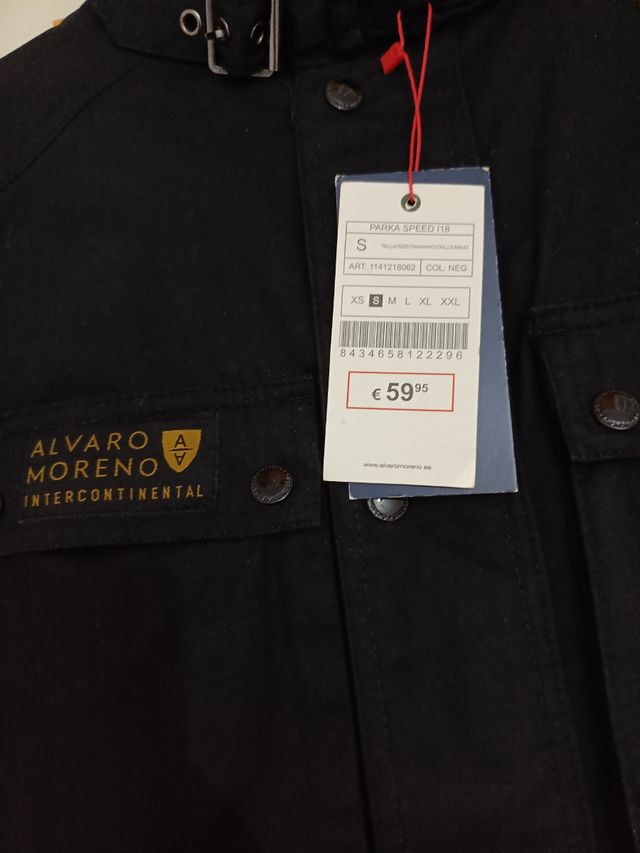 PARKA SPEED I18
S TALLA/SIZE/TAMANHO/TAILLE/MAAT
ART: 1141218062 COL: NEG
XS S M L XL XXL
8434658122296
€ 59 95
www.alvaromoreno.es
ALVARO
MORENO
INTERCONTINENTAL
A
A